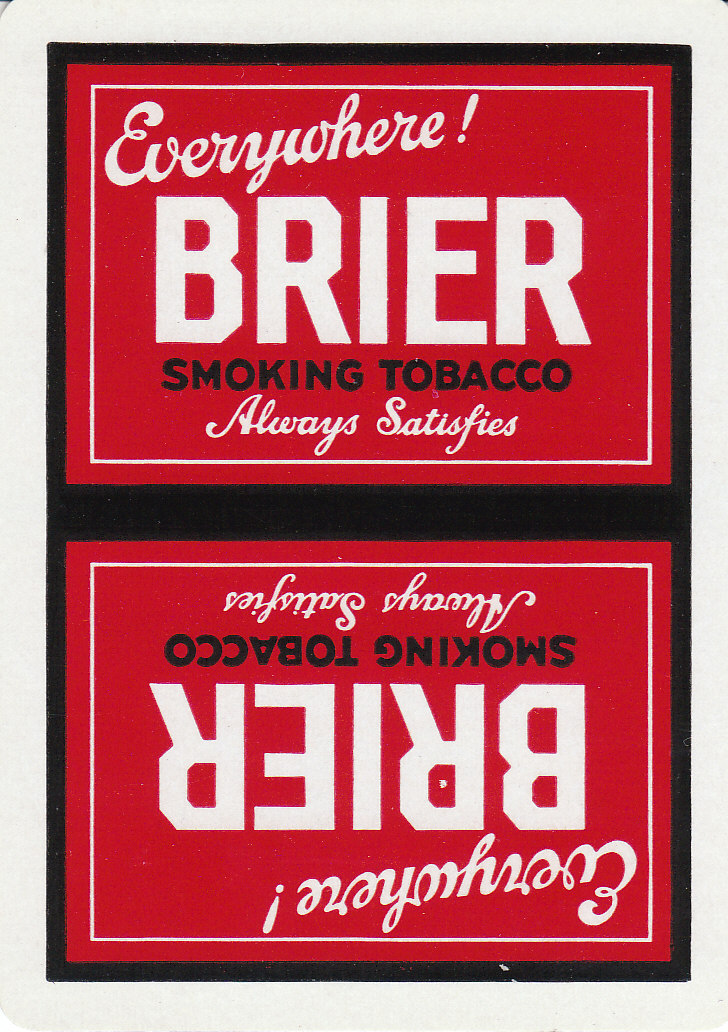 Everywhere!
BRIER
SMOKING TOBACCO
Always Satisfies
Always Satisfies
SMOKING TOBACCO
BRIER
Everywhere!